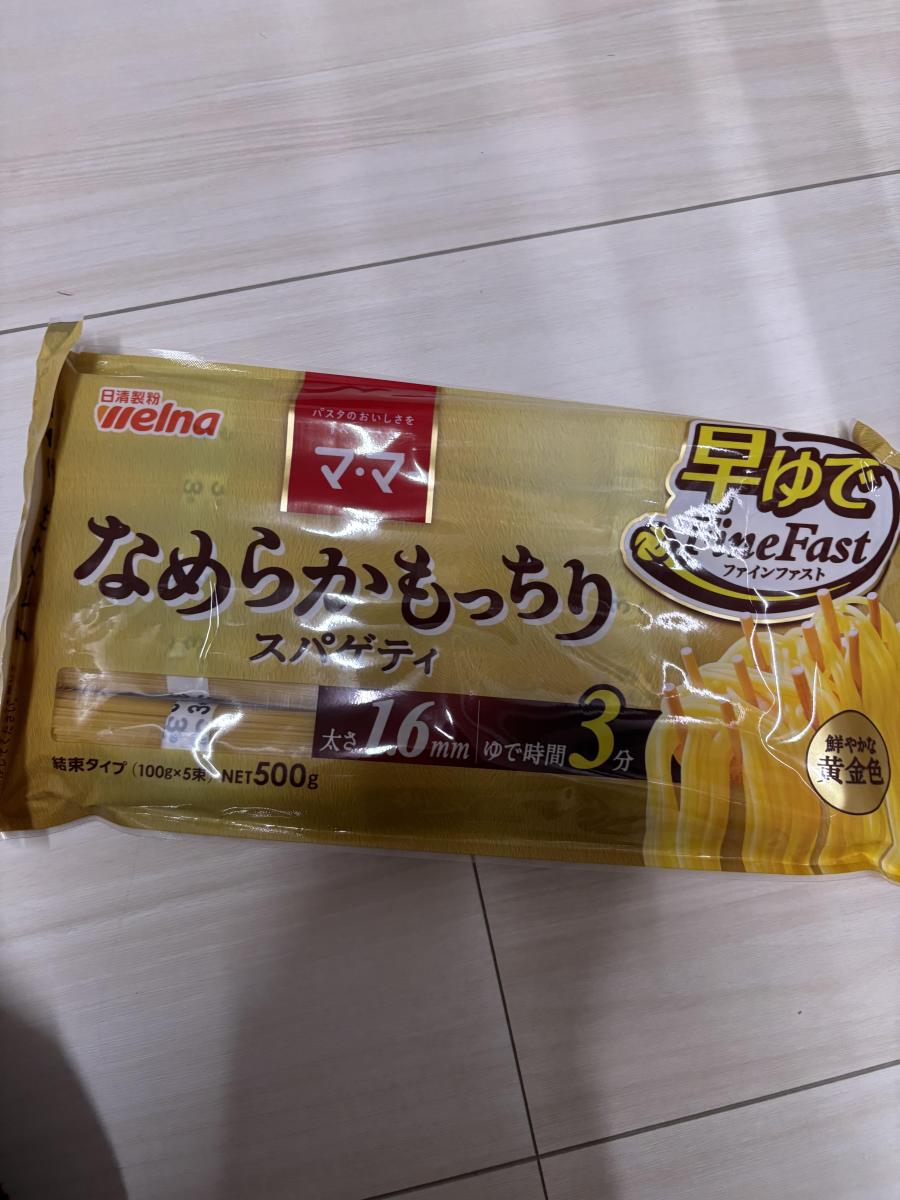 日清製粉
Welna
パスタのおいしさを
マ・マ
早ゆで
FineFast
ファインファスト
なめらかもっちり
スパゲティ
太さ1.6mm ゆで時間3分
結束タイプ(100g×5束) NET500g
鮮やかな
黄金色